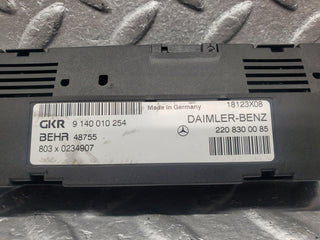 Made in Germany
18123X08
GKR 9 140 010 254
DAIMLER-BENZ
BEHR 48755
220 830 00 85
803 x 0234907